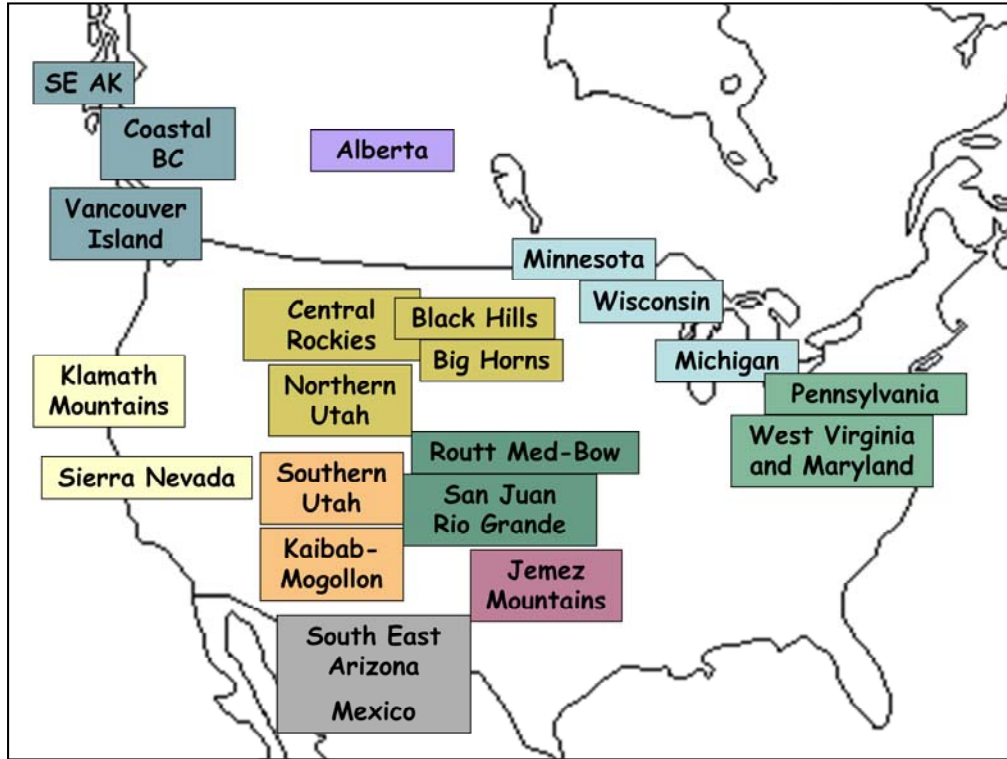 SE AK
Coastal
BC
Alberta
Vancouver
Island
Minnesota
Wisconsin
Central
Rockies
Black Hills
Big Horns
Michigan
Klamath
Mountains
Northern
Utah
Pennsylvania
West Virginia
and Maryland
Routt Med-Bow
Sierra Nevada
Southern
Utah
San Juan
Rio Grande
Kaibab-
Mogollon
Jemez
Mountains
South East
Arizona
Mexico